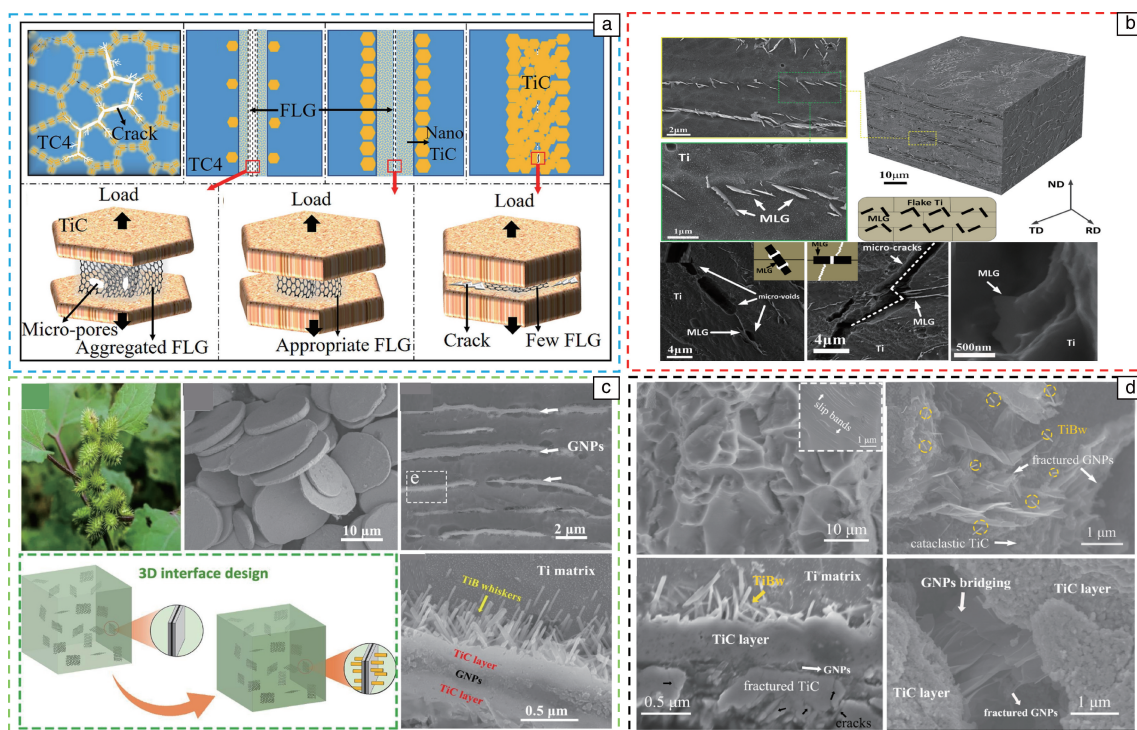 a
TC4
Crack
TC4
FLG
Nano
TiC
TiC
Load
Load
Load
TiC
Micro-pores
Aggregated FLG
Appropriate FLG
Crack
Few FLG
b
2μm
Ti
MLG
1μm
10μm
Flake Ti
MLG
ND
TD
RD
MLG
Ti
micro-voids
MLG
4μm
MLG
micro-cracks
MLG
4μm
Ti
MLG
500nm
Ti
c
10 μm
GNPs
e
2 μm
3D interface design
Ti matrix
TiB whiskers
TiC layer
GNPs
TiC layer
0.5 μm
d
slip bands
1 μm
10 μm
TiBw
fractured GNPs
cataclastic TiC
1 μm
TiBw
Ti matrix
TiC layer
GNPs
fractured TiC
0.5 μm
cracks
GNPs bridging
TiC layer
TiC layer
fractured GNPs
1 μm